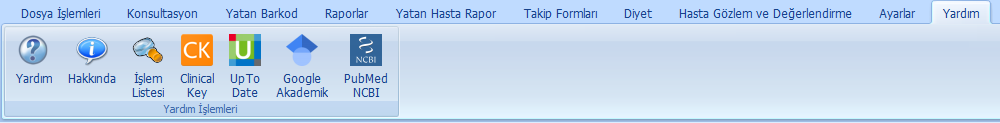 Dosya İşlemleri Konsultasyon Yatan Barkod Raporlar Yatan Hasta Rapor Takip Formları Diyet Hasta Gözlem ve Değerlendirme Ayarlar Yardım
CK U NCBI
Yardım Hakkında İşlem Clinical UpTo Google PubMed
Listesi Key Date Akademik NCBI
Yardım İşlemleri